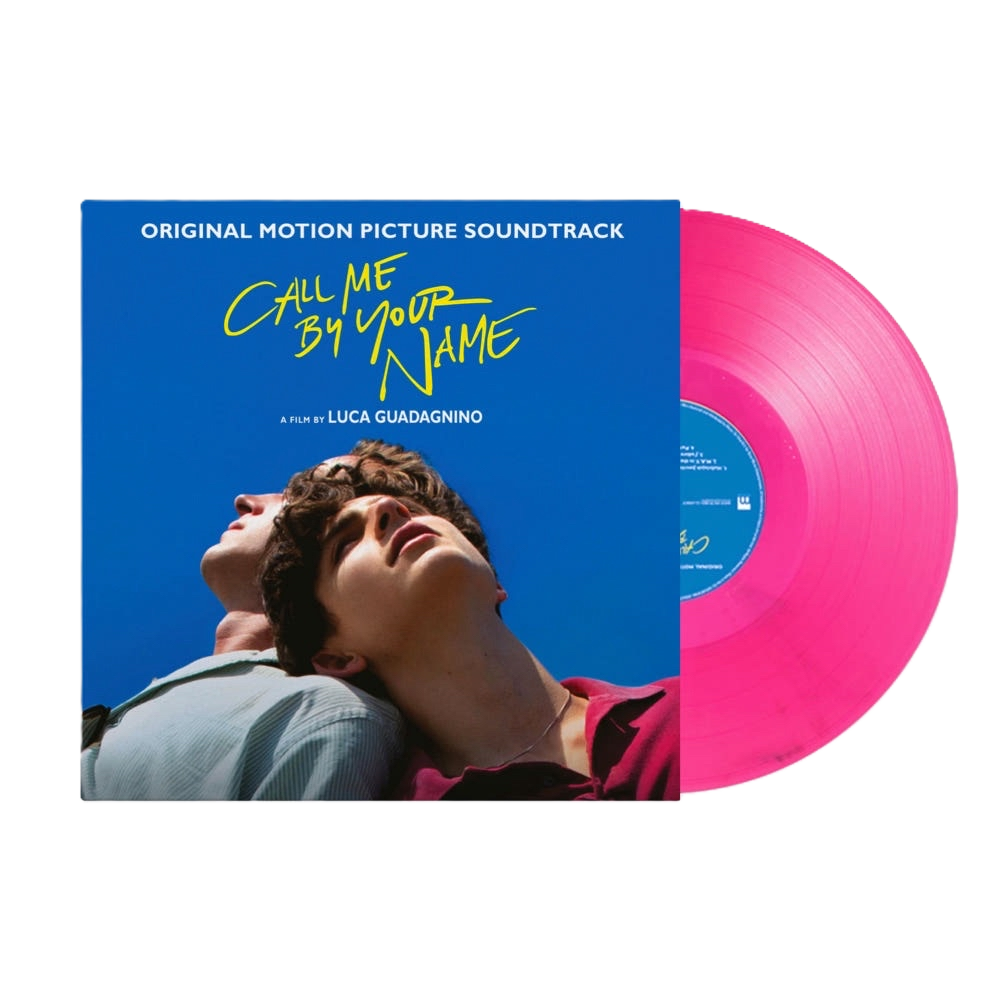 ORIGINAL MOTION PICTURE SOUNDTRACK
CALL ME
BY YOUR
NAME
A FILM BY LUCA GUADAGNINO